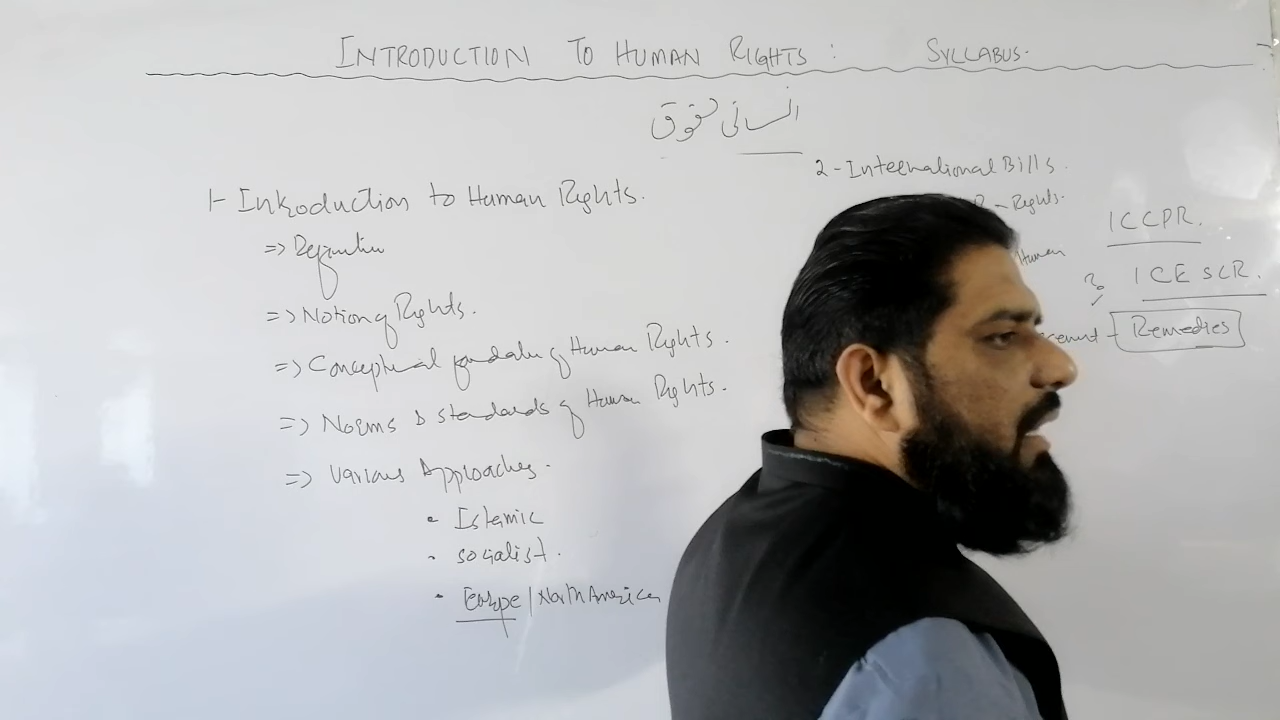 INTRODUCTION TO HUMAN RIGHTS : SYLLABUS.
انسانی حقوق
1- Introduction to Human Rights.
=> Definition
=> Notion of Rights.
=> Conceptual of Human Rights.
=> Norms & standards of Human Rights.
=> Various Approaches.
• Islamic
• Socialist.
• Europe / North America
2- International Bills.
- Rights.
Human
ICCPR.
ICESCR.
- Remedies